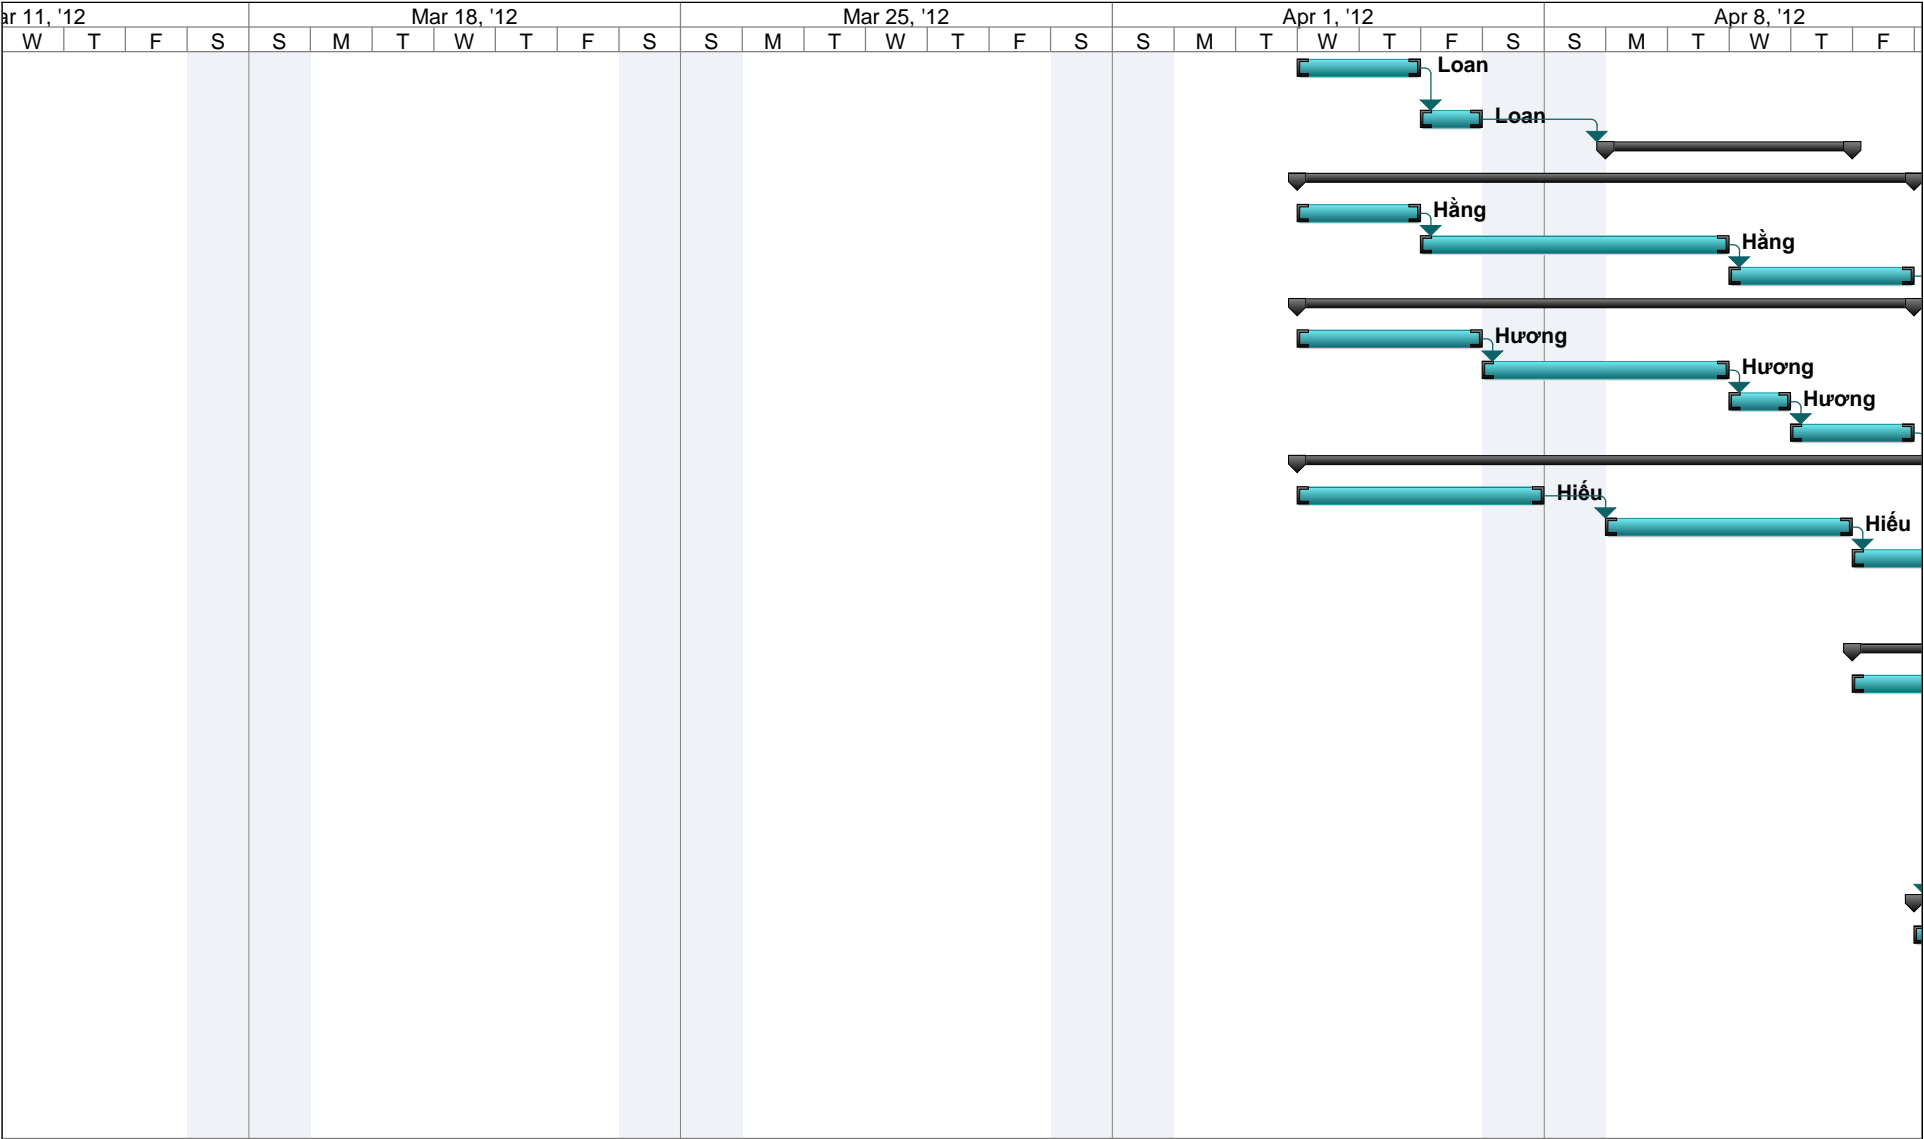 ar 11, '12 Mar 18, '12 Mar 25, '12 Apr 1, '12 Apr 8, '12
W T F S S M T W T F S S M T W T F S S M T W T F S S M T W T F
Loan
Loan
Hằng
Hằng
Hương
Hương
Hương
Hiếu
Hiếu